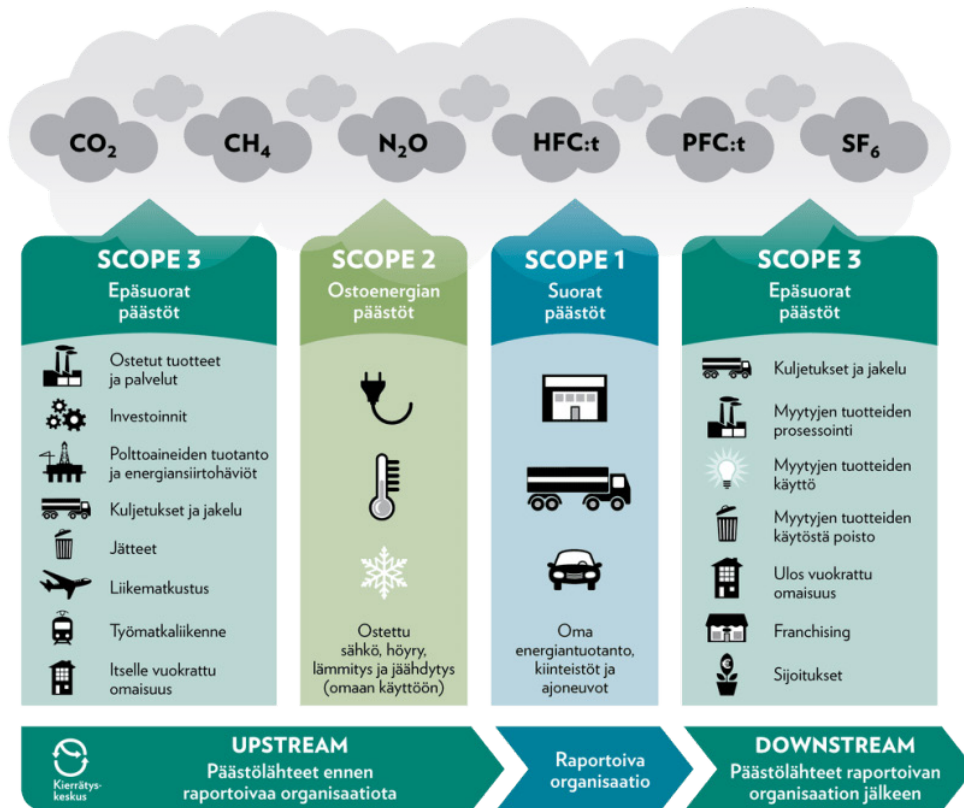 CO₂
CH₄
N₂O
HFC:t
PFC:t
SF₆
SCOPE 3
Epäsuorat
päästöt
Ostetut tuotteet
ja palvelut
Investoinnit
Polttoaineiden tuotanto
ja energiansiirtohäviöt
Kuljetukset ja jakelu
Jätteet
Liikematkustus
Työmatkaliikenne
Itselle vuokrattu
omaisuus
SCOPE 2
Ostoenergian
päästöt
Ostettu
sähkö, höyry,
lämmitys ja jäähdytys
(omaan käyttöön)
SCOPE 1
Suorat
päästöt
Oma
energiantuotanto,
kiinteistöt ja
ajoneuvot
SCOPE 3
Epäsuorat
päästöt
Kuljetukset ja jakelu
Myytyjen tuotteiden
prosessointi
Myytyjen tuotteiden
käyttö
Myytyjen tuotteiden
käytöstä poisto
Ulos vuokrattu
omaisuus
Franchising
€
Sijoitukset
Kierrätys-
keskus
UPSTREAM
Päästölähteet ennen
raportoivaa organisaatiota
Raportoiva
organisaatio
DOWNSTREAM
Päästölähteet raportoivan
organisaation jälkeen